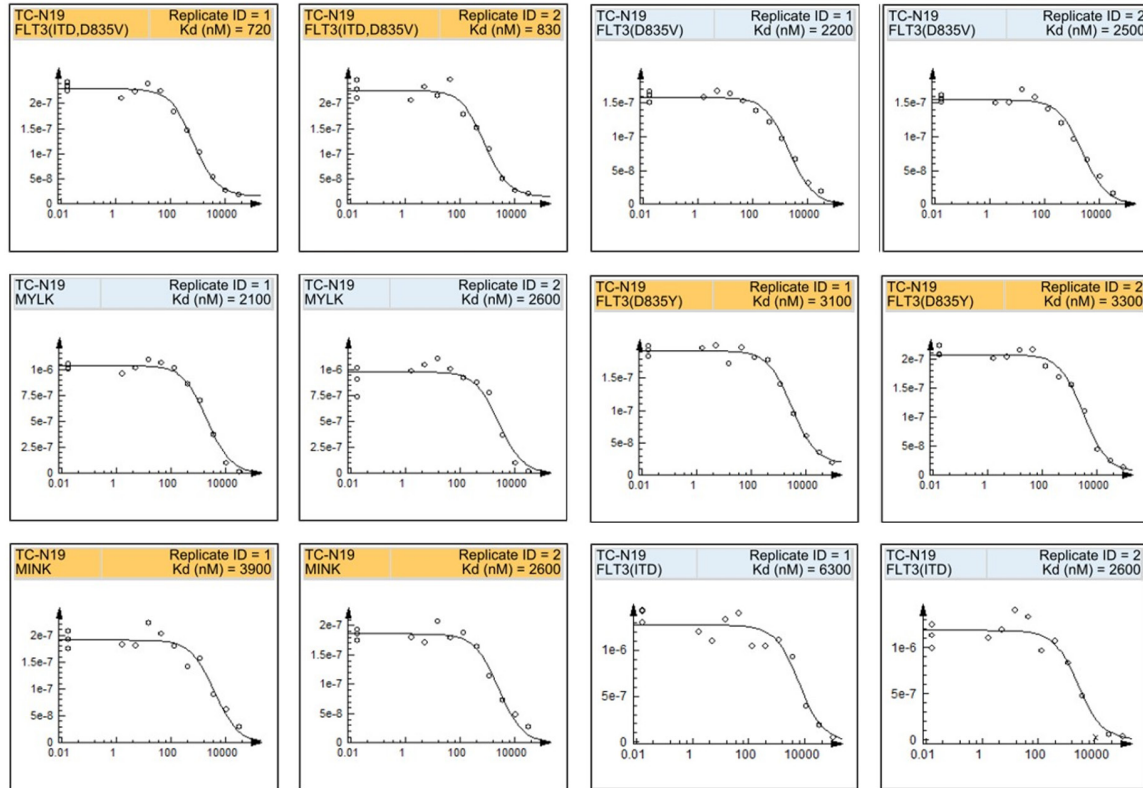 TC-N19 Replicate ID = 1
FLT3(ITD,D835V) Kd (nM) = 720
2e-7
1.5e-7
1e-7
5e-8
0
0.01 1 100 10000
TC-N19 Replicate ID = 2
FLT3(ITD,D835V) Kd (nM) = 830
2e-7
1.5e-7
1e-7
5e-8
0
0.01 1 100 10000
TC-N19 Replicate ID = 1
FLT3(D835V) Kd (nM) = 2200
1.5e-7
1e-7
5e-8
0
0.01 1 100 10000
TC-N19 Replicate ID = 2
FLT3(D835V) Kd (nM) = 2500
1.5e-7
1e-7
5e-8
0
0.01 1 100 10000
TC-N19 Replicate ID = 1
MYLK Kd (nM) = 2100
1e-6
7.5e-7
5e-7
2.5e-7
0
0.01 1 100 10000
TC-N19 Replicate ID = 2
MYLK Kd (nM) = 2600
1e-6
7.5e-7
5e-7
2.5e-7
0
0.01 1 100 10000
TC-N19 Replicate ID = 1
FLT3(D835Y) Kd (nM) = 3100
1.5e-7
1e-7
5e-8
0
0.01 1 100 10000
TC-N19 Replicate ID = 2
FLT3(D835Y) Kd (nM) = 3300
2e-7
1.5e-7
1e-7
5e-8
0
0.01 1 100 10000
TC-N19 Replicate ID = 1
MINK Kd (nM) = 3900
2e-7
1.5e-7
1e-7
5e-8
0
0.01 1 100 10000
TC-N19 Replicate ID = 2
MINK Kd (nM) = 2600
2e-7
1.5e-7
1e-7
5e-8
0
0.01 1 100 10000
TC-N19 Replicate ID = 1
FLT3(ITD) Kd (nM) = 6300
1e-6
5e-7
0
0.01 1 100 10000
TC-N19 Replicate ID = 2
FLT3(ITD) Kd (nM) = 2600
1e-6
5e-7
0
0.01 1 100 10000